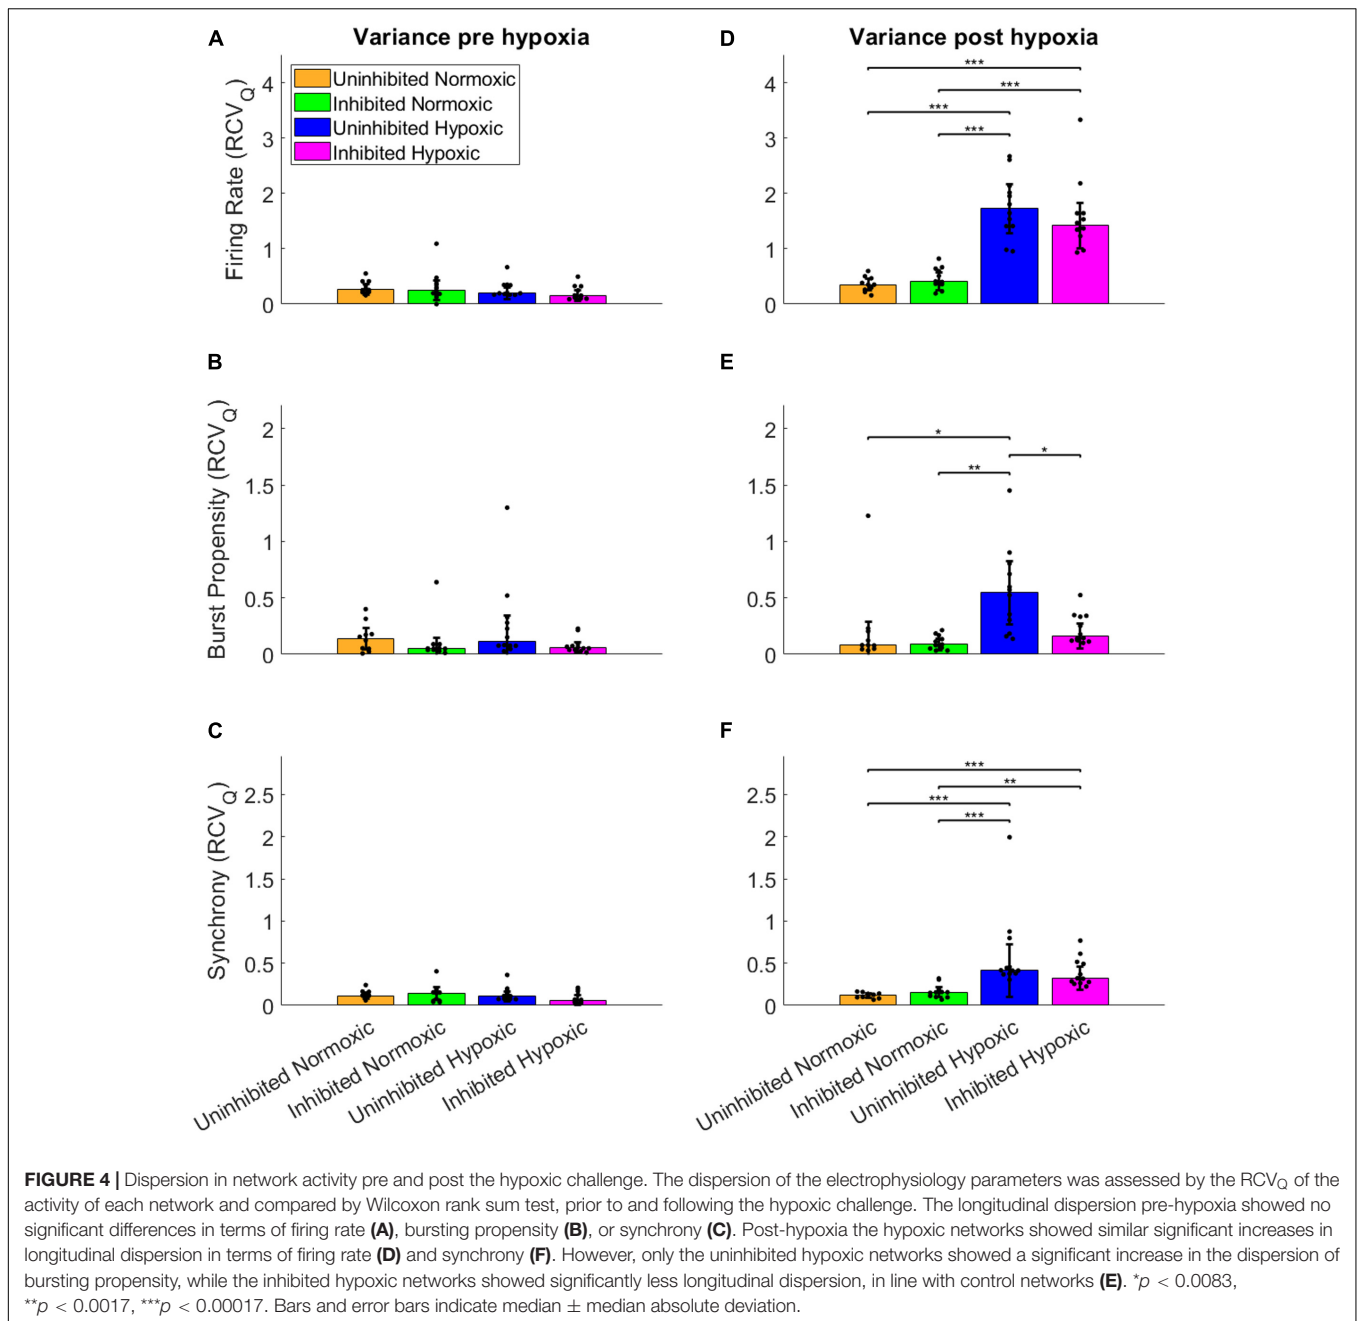 A
Variance pre hypoxia
Firing Rate (RCVQ)
4
3
2
1
0
Uninhibited Normoxic
Inhibited Normoxic
Uninhibited Hypoxic
Inhibited Hypoxic
D
Variance post hypoxia
4
3
2
1
0
***
***
***
***
B
Burst Propensity (RCVQ)
2
1.5
1
0.5
0
E
2
1.5
1
0.5
0
*
*
**
C
Synchrony (RCVQ)
2.5
2
1.5
1
0.5
0
Uninhibited Normoxic
Inhibited Normoxic
Uninhibited Hypoxic
Inhibited Hypoxic
F
2.5
2
1.5
1
0.5
0
***
**
***
***
Uninhibited Normoxic
Inhibited Normoxic
Uninhibited Hypoxic
Inhibited Hypoxic
FIGURE 4 | Dispersion in network activity pre and post the hypoxic challenge. The dispersion of the electrophysiology parameters was assessed by the RCVQ of the
activity of each network and compared by Wilcoxon rank sum test, prior to and following the hypoxic challenge. The longitudinal dispersion pre-hypoxia showed no
significant differences in terms of firing rate (A), bursting propensity (B), or synchrony (C). Post-hypoxia the hypoxic networks showed similar significant increases in
longitudinal dispersion in terms of firing rate (D) and synchrony (F). However, only the uninhibited hypoxic networks showed a significant increase in the dispersion of
bursting propensity, while the inhibited hypoxic networks showed significantly less longitudinal dispersion, in line with control networks (E). *p < 0.0083,
**p < 0.0017, ***p < 0.00017. Bars and error bars indicate median ± median absolute deviation.